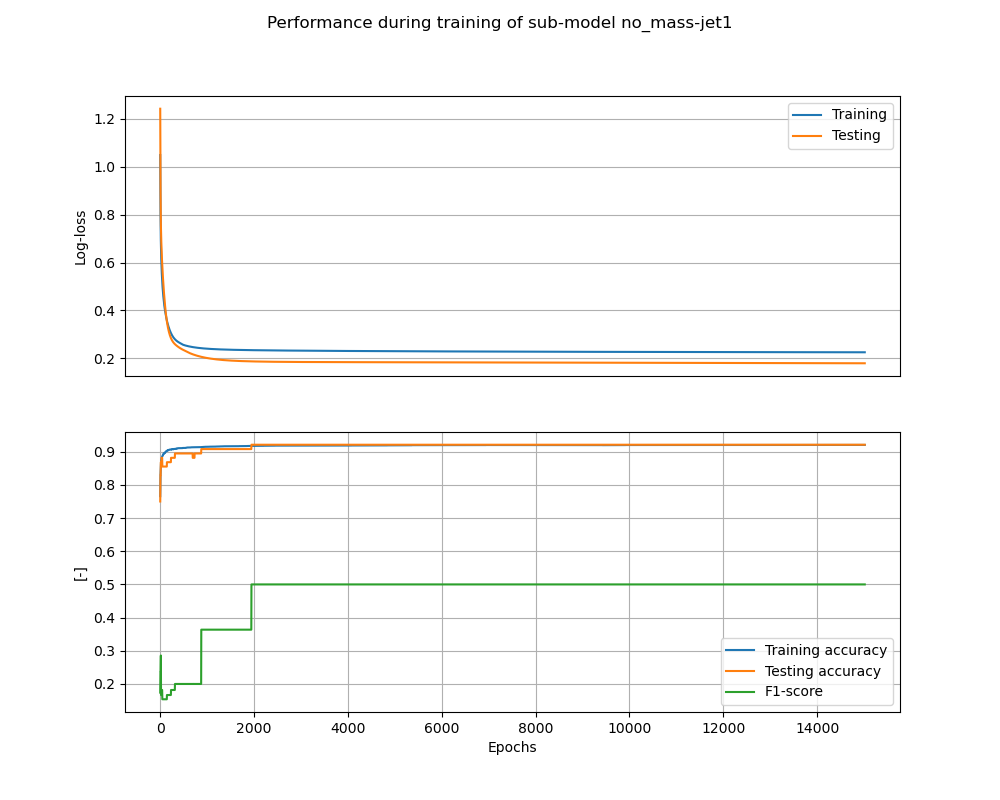 Performance during training of sub-model no_mass-jet1
1.2
1.0
0.8
0.6
0.4
0.2
Log-loss
Training
Testing
0.9
0.8
0.7
0.6
0.5
0.4
0.3
0.2
[-]
Training accuracy
Testing accuracy
F1-score
0 2000 4000 6000 8000 10000 12000 14000
Epochs